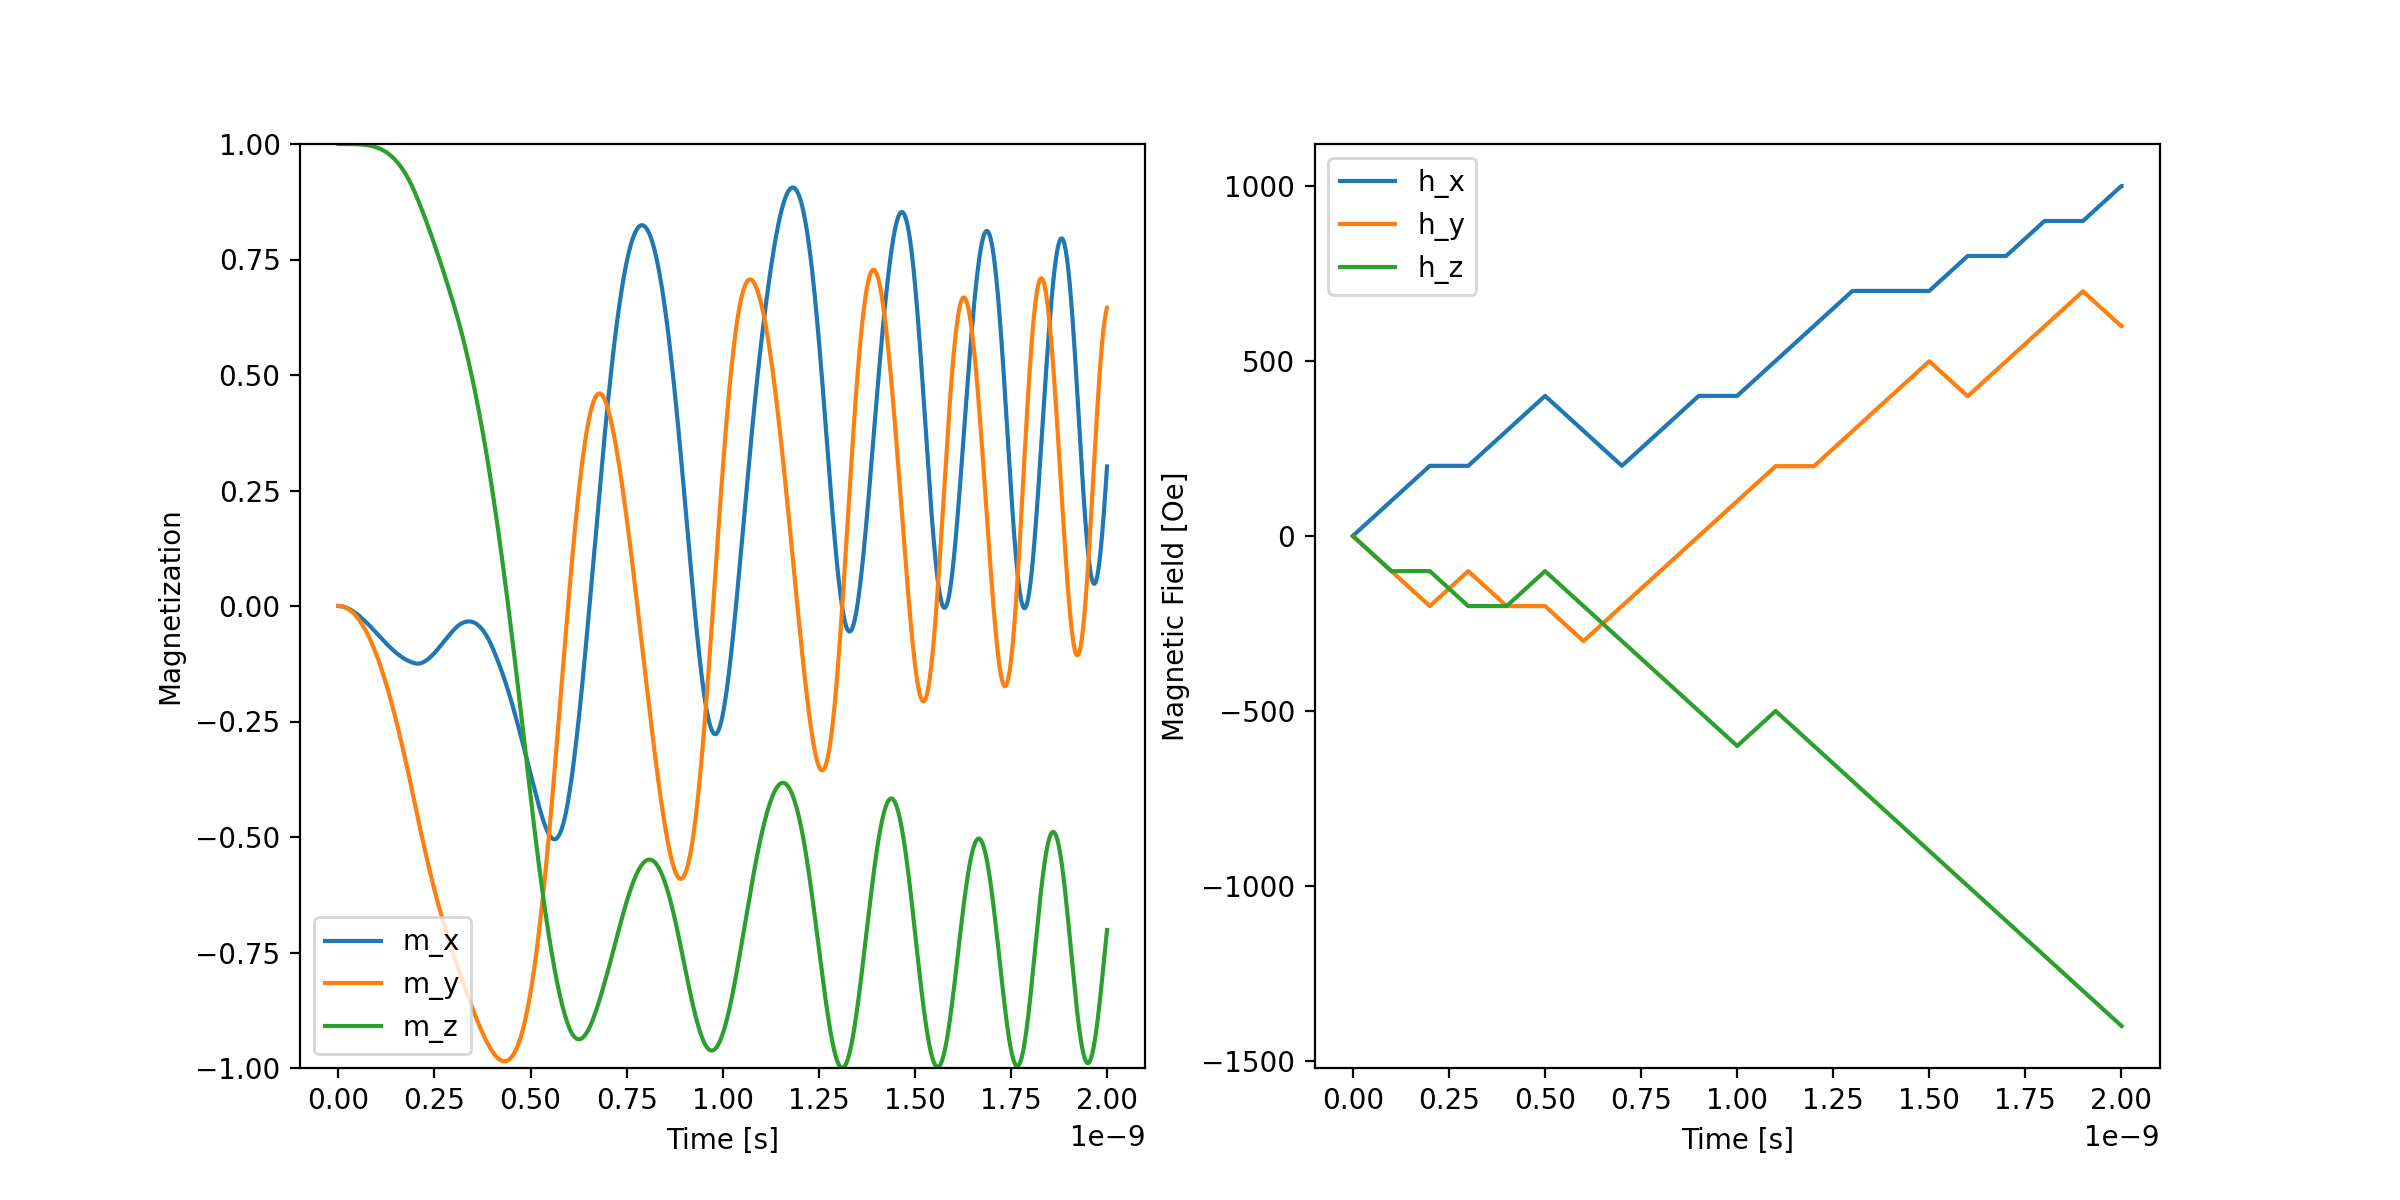 1.00
0.75
0.50
0.25
0.00
−0.25
−0.50
−0.75
−1.00
Magnetization
m_x
m_y
m_z
0.00 0.25 0.50 0.75 1.00 1.25 1.50 1.75 2.00
Time [s]
1e−9
1000
500
0
−500
−1000
−1500
Magnetic Field [Oe]
h_x
h_y
h_z
0.00 0.25 0.50 0.75 1.00 1.25 1.50 1.75 2.00
Time [s]
1e−9